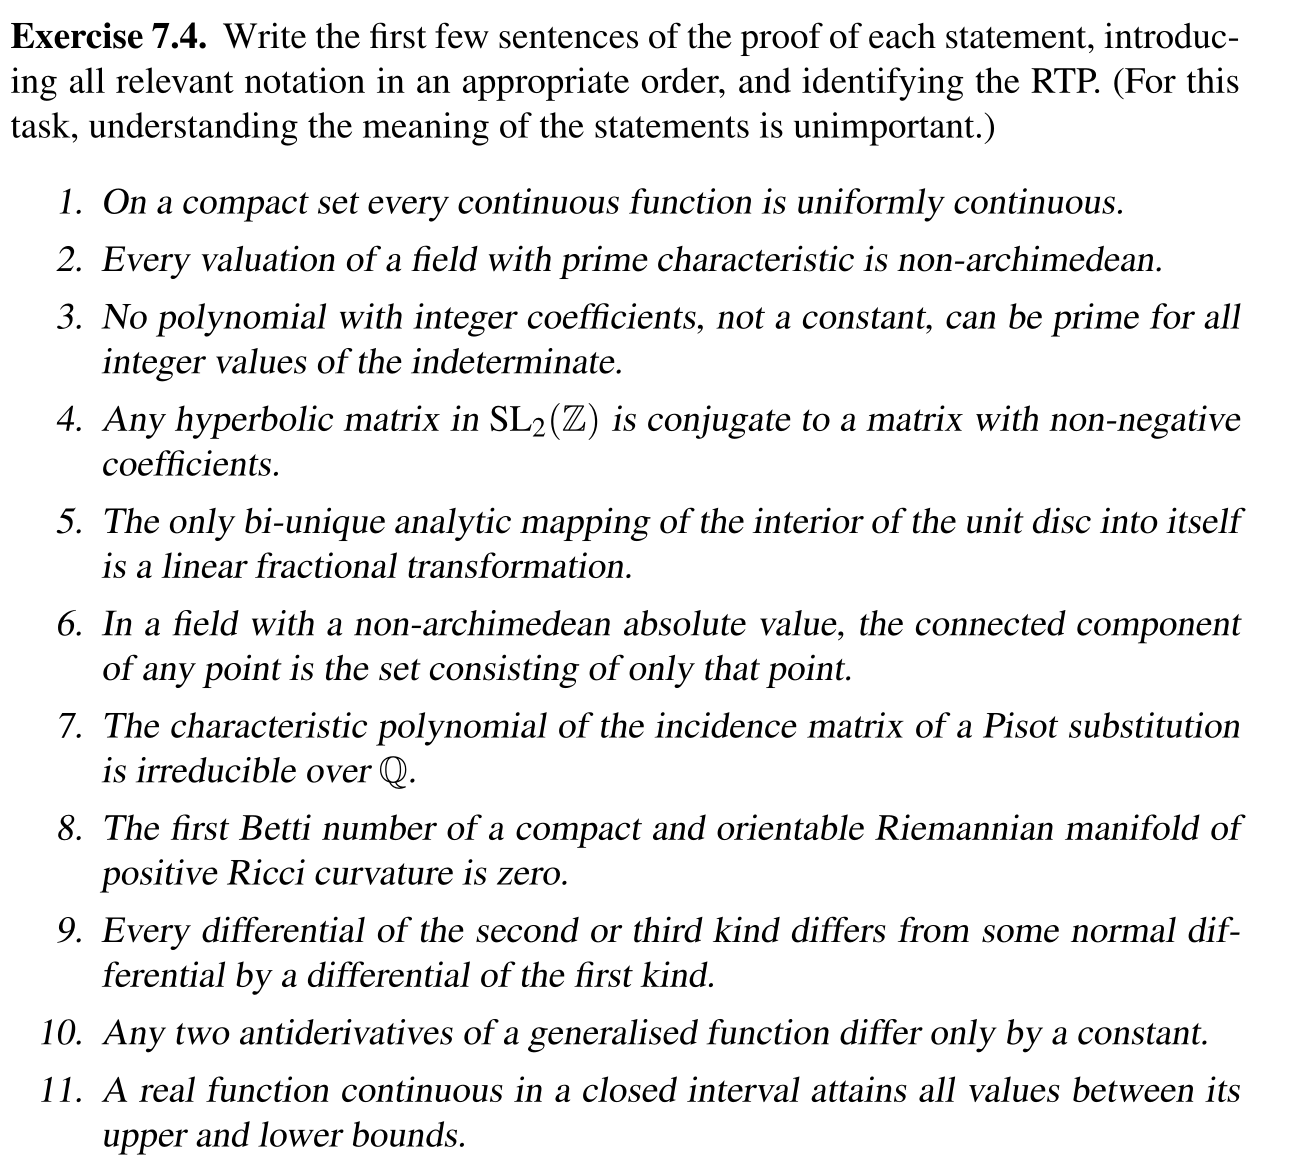 Exercise 7.4. Write the first few sentences of the proof of each statement, introduc-
ing all relevant notation in an appropriate order, and identifying the RTP. (For this
task, understanding the meaning of the statements is unimportant.)
1. On a compact set every continuous function is uniformly continuous.
2. Every valuation of a field with prime characteristic is non-archimedean.
3. No polynomial with integer coefficients, not a constant, can be prime for all
integer values of the indeterminate.
4. Any hyperbolic matrix in SL₂(ℤ) is conjugate to a matrix with non-negative
coefficients.
5. The only bi-unique analytic mapping of the interior of the unit disc into itself
is a linear fractional transformation.
6. In a field with a non-archimedean absolute value, the connected component
of any point is the set consisting of only that point.
7. The characteristic polynomial of the incidence matrix of a Pisot substitution
is irreducible over ℚ.
8. The first Betti number of a compact and orientable Riemannian manifold of
positive Ricci curvature is zero.
9. Every differential of the second or third kind differs from some normal dif-
ferential by a differential of the first kind.
10. Any two antiderivatives of a generalised function differ only by a constant.
11. A real function continuous in a closed interval attains all values between its
upper and lower bounds.